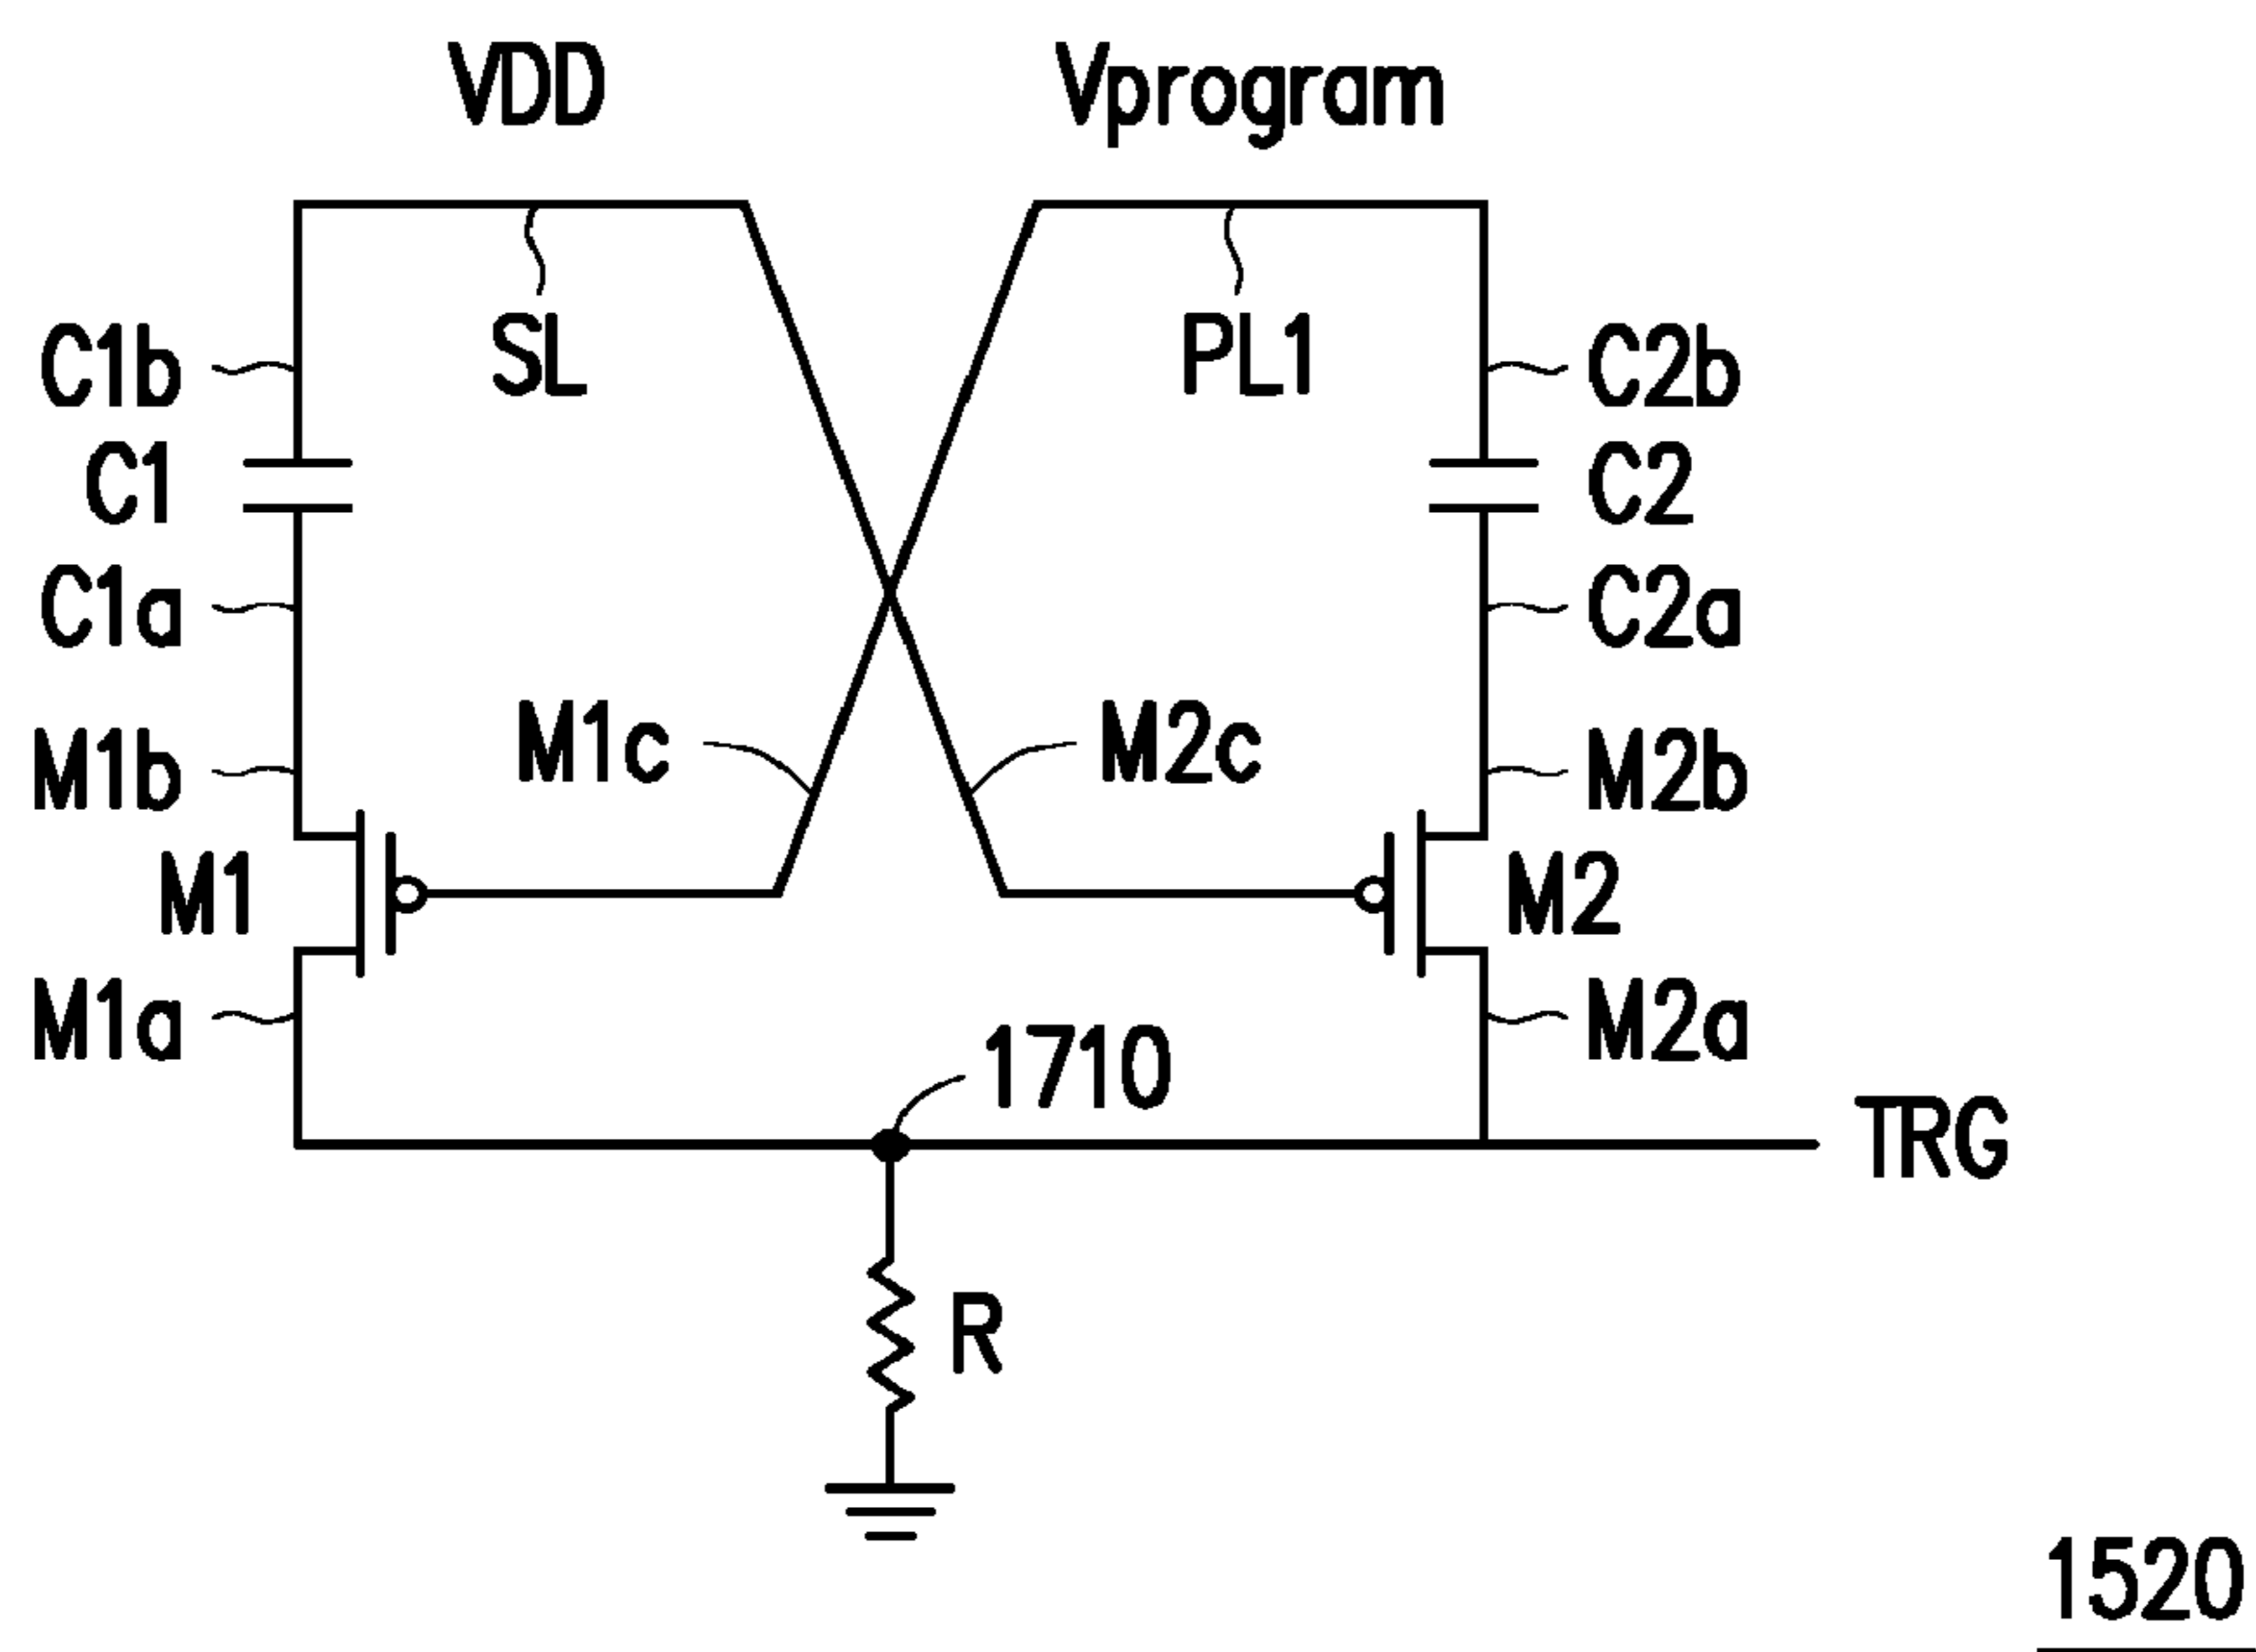 VDD
Vprogram
SL
PL1
C1b
C2b
C1
C2
C1a
C2a
M1c
M2c
M1b
M2b
M1
M2
M1a
M2a
1710
TRG
R
1520